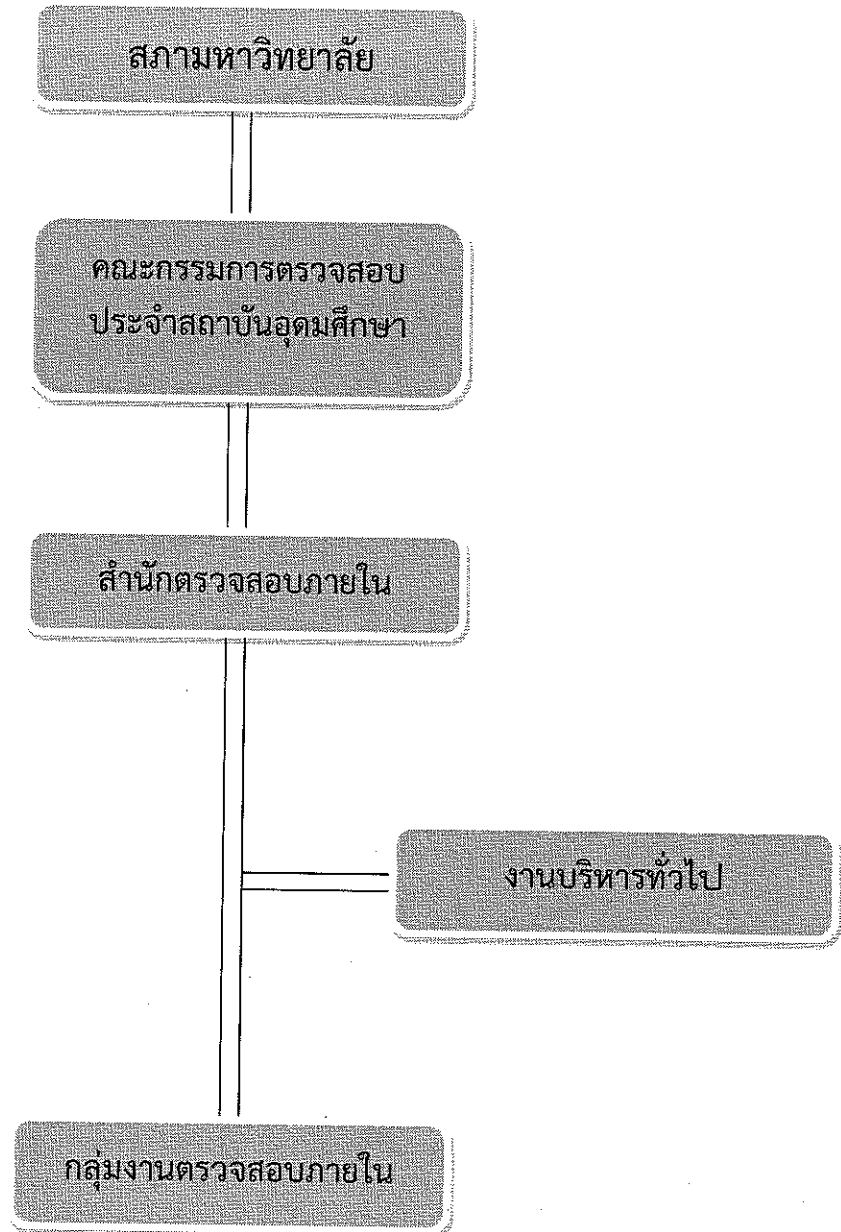 สภามหาวิทยาลัย
คณะกรรมการตรวจสอบ
ประจำสถาบันอุดมศึกษา
สำนักตรวจสอบภายใน
งานบริหารทั่วไป
กลุ่มงานตรวจสอบภายใน